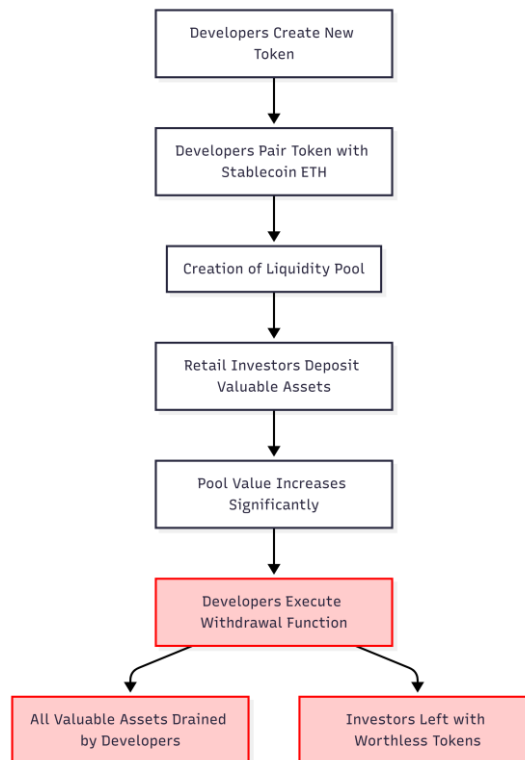 Developers Create New
Token
Developers Pair Token with
Stablecoin ETH
Creation of Liquidity Pool
Retail Investors Deposit
Valuable Assets
Pool Value Increases
Significantly
Developers Execute
Withdrawal Function
All Valuable Assets Drained
by Developers
Investors Left with
Worthless Tokens